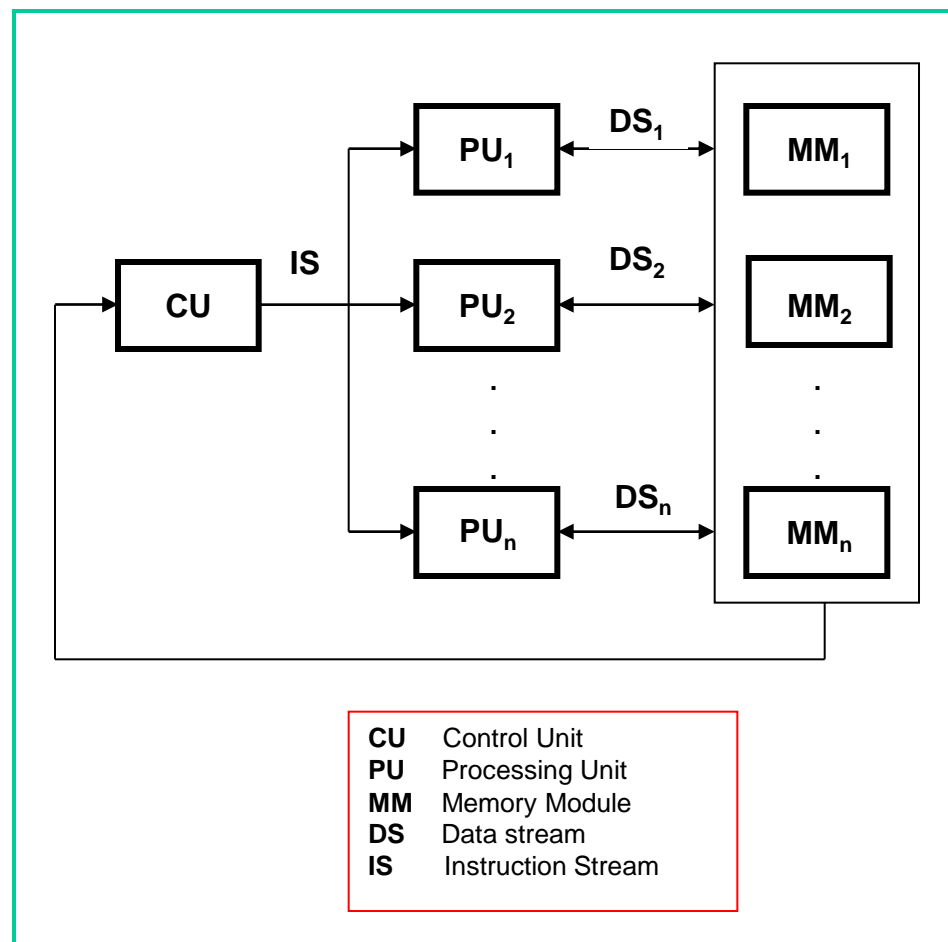 DS₁
PU₁
MM₁
IS
DS₂
CU
PU₂
MM₂
.
.
.
.
.
.
DSₙ
PUₙ
MMₙ
CU Control Unit
PU Processing Unit
MM Memory Module
DS Data stream
IS Instruction Stream